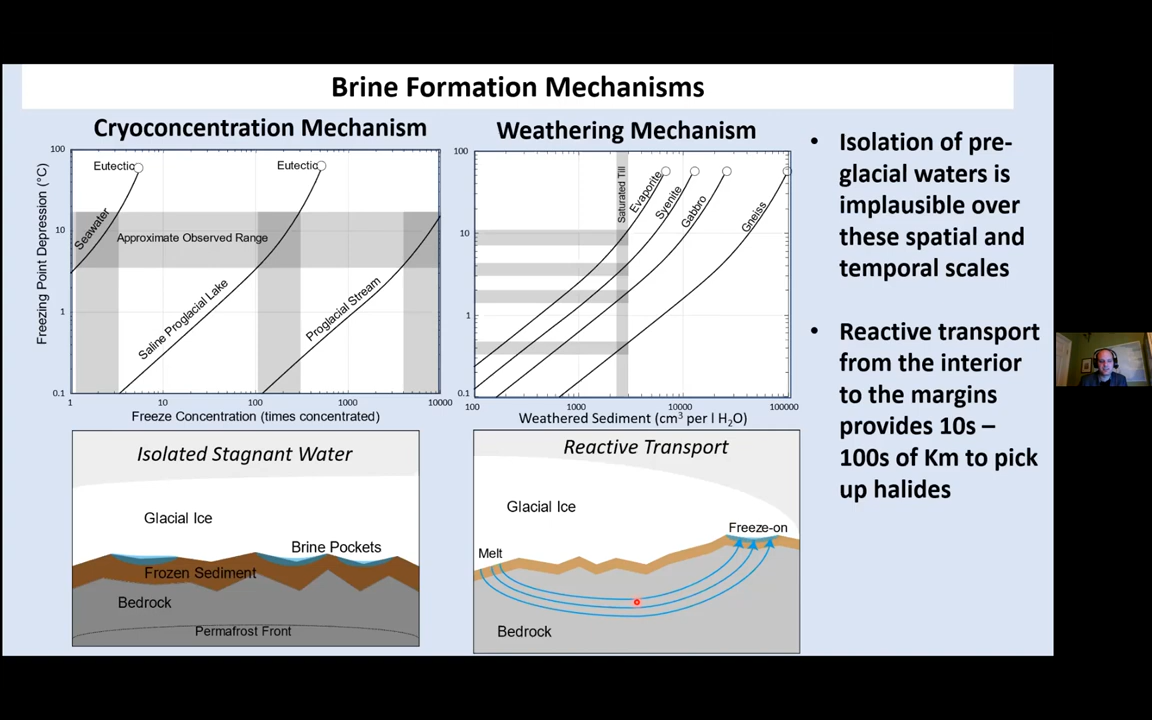 Brine Formation Mechanisms
Cryoconcentration Mechanism
Freezing Point Depression (°C)
100
10
1
0.1
Eutectic
Eutectic
Seawater
Approximate Observed Range
Saline Proglacial Lake
Proglacial Stream
1
10
100
1000
10000
Freeze Concentration (times concentrated)
Weathering Mechanism
100
10
1
0.1
Saturated Till
Evaporite
Syenite
Gabbro
Gneiss
100
1000
10000
100000
Weathered Sediment (cm³ per l H₂O)
Isolated Stagnant Water
Glacial Ice
Brine Pockets
Frozen Sediment
Bedrock
Permafrost Front
Reactive Transport
Glacial Ice
Freeze-on
Melt
Bedrock
• Isolation of pre-
glacial waters is
implausible over
these spatial and
temporal scales
• Reactive transport
from the interior
to the margins
provides 10s –
100s of Km to pick
up halides